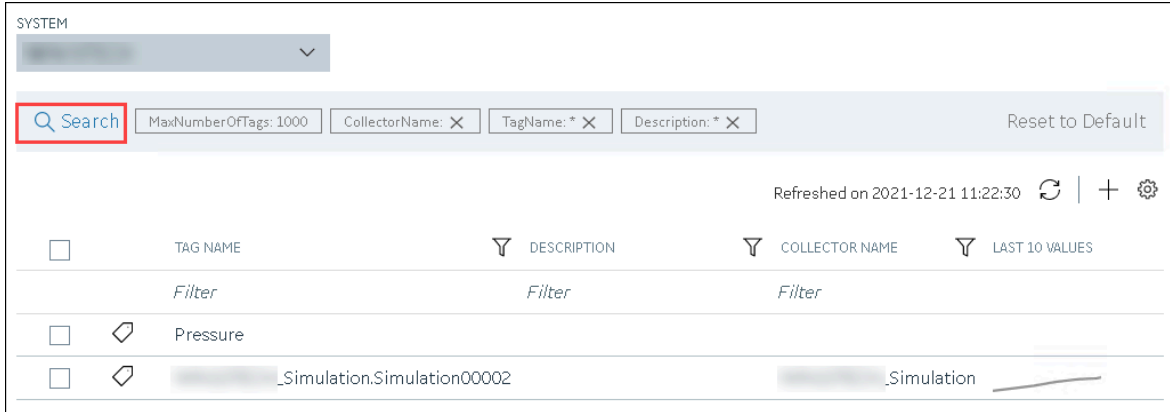 SYSTEM
Search MaxNumberOfTags: 1000 CollectorName: TagName: * Description: * Reset to Default
Refreshed on 2021-12-21 11:22:30
TAG NAME DESCRIPTION COLLECTOR NAME LAST 10 VALUES
Filter Filter Filter
Pressure
_Simulation.Simulation00002 _Simulation